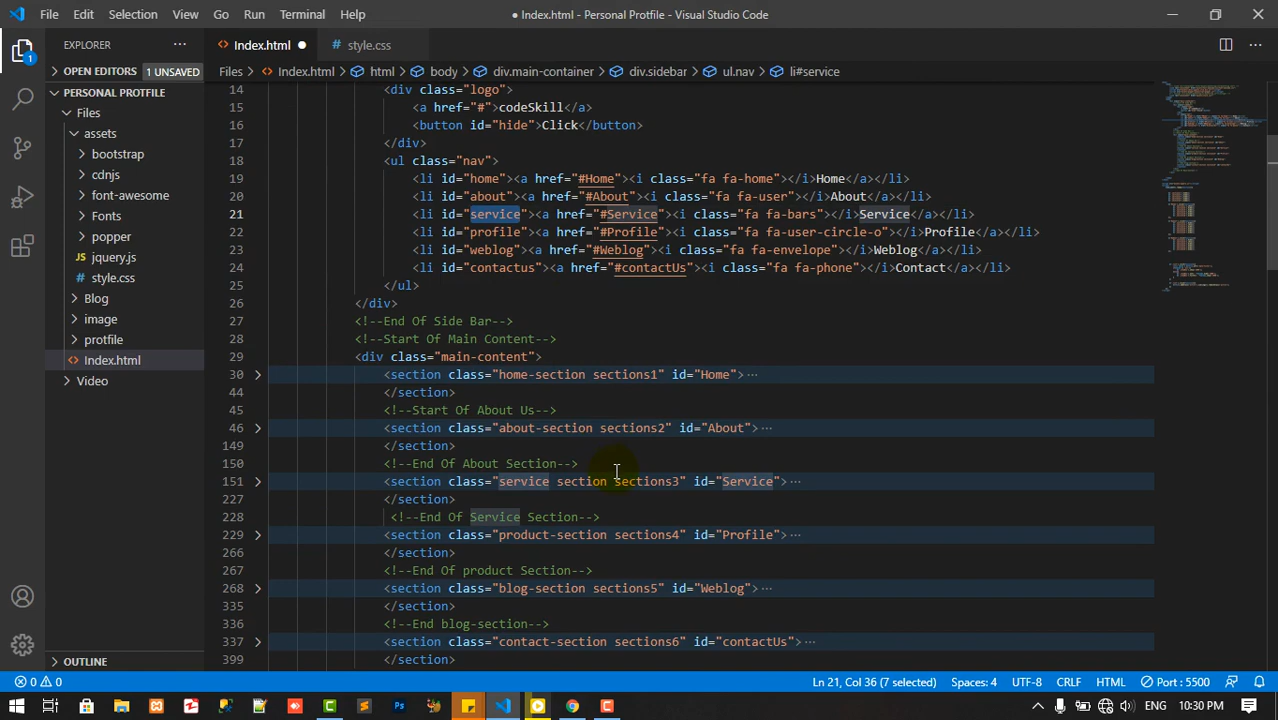 File Edit Selection View Go Run Terminal Help
● Index.html - Personal Protfile - Visual Studio Code
EXPLORER ···
Index.html ●
# style.css
OPEN EDITORS 1 UNSAVED
Files > Index.html > html > body > div.main-container > div.sidebar > ul.nav > li#service
PERSONAL PROTFILE
Files
assets
bootstrap
cdnjs
font-awesome
Fonts
popper
jquery.js
# style.css
Blog
image
protfile
Index.html
Video
OUTLINE
14 <div class="logo">
15 <a href="#">codeSkill</a>
16 <button id="hide">Click</button>
17 </div>
18 <ul class="nav">
19 <li id="home"><a href="#Home"><i class="fa fa-home"></i>Home</a></li>
20 <li id="about"><a href="#About"><i class="fa fa-user"></i>About</a></li>
21 <li id="service"><a href="#Service"><i class="fa fa-bars"></i>Service</a></li>
22 <li id="profile"><a href="#Profile"><i class="fa fa-user-circle-o"></i>Profile</a></li>
23 <li id="weblog"><a href="#Weblog"><i class="fa fa-envelope"></i>Weblog</a></li>
24 <li id="contactus"><a href="#contactUs"><i class="fa fa-phone"></i>Contact</a></li>
25 </ul>
26 </div>
27 <!--End Of Side Bar-->
28 <!--Start Of Main Content-->
29 <div class="main-content">
30 <section class="home-section sections1" id="Home">···
44 </section>
45 <!--Start Of About Us-->
46 <section class="about-section sections2" id="About">···
149 </section>
150 <!--End Of About Section-->
151 <section class="service section sections3" id="Service">···
227 </section>
228 <!--End Of Service Section-->
229 <section class="product-section sections4" id="Profile">···
266 </section>
267 <!--End Of product Section-->
268 <section class="blog-section sections5" id="Weblog">···
335 </section>
336 <!--End blog-section-->
337 <section class="contact-section sections6" id="contactUs">···
399 </section>
0 0 Ln 21, Col 36 (7 selected) Spaces: 4 UTF-8 CRLF HTML Port : 5500
ENG 10:30 PM